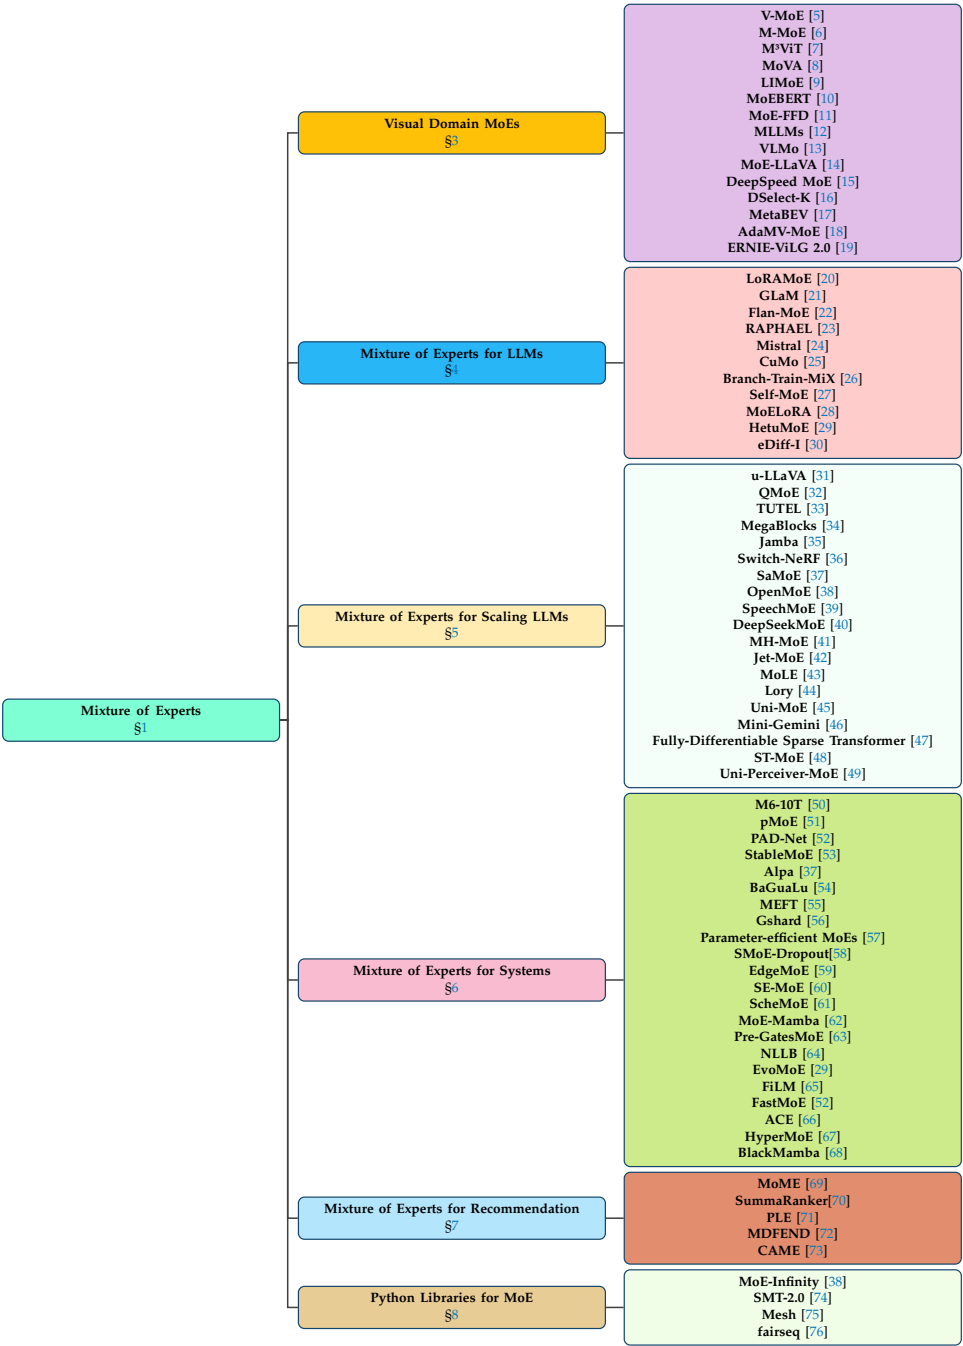 Mixture of Experts
§1
Visual Domain MoEs
§3
V-MoE [5]
M-MoE [6]
M³ViT [7]
MoVA [8]
LIMoE [9]
MoEBERT [10]
MoE-FFD [11]
MLLMs [12]
VLMo [13]
MoE-LLaVA [14]
DeepSpeed MoE [15]
DSelect-K [16]
MetaBEV [17]
AdaMV-MoE [18]
ERNIE-ViLG 2.0 [19]
Mixture of Experts for LLMs
§4
LoRAMoE [20]
GLaM [21]
Flan-MoE [22]
RAPHAEL [23]
Mistral [24]
CuMo [25]
Branch-Train-MiX [26]
Self-MoE [27]
MoELoRA [28]
HetuMoE [29]
eDiff-I [30]
Mixture of Experts for Scaling LLMs
§5
u-LLaVA [31]
QMoE [32]
TUTEL [33]
MegaBlocks [34]
Jamba [35]
Switch-NeRF [36]
SaMoE [37]
OpenMoE [38]
SpeechMoE [39]
DeepSeekMoE [40]
MH-MoE [41]
Jet-MoE [42]
MoLE [43]
Lory [44]
Uni-MoE [45]
Mini-Gemini [46]
Fully-Differentiable Sparse Transformer [47]
ST-MoE [48]
Uni-Perceiver-MoE [49]
Mixture of Experts for Systems
§6
M6-10T [50]
pMoE [51]
PAD-Net [52]
StableMoE [53]
Alpa [37]
BaGuaLu [54]
MEFT [55]
Gshard [56]
Parameter-efficient MoEs [57]
SMoE-Dropout[58]
EdgeMoE [59]
SE-MoE [60]
ScheMoE [61]
MoE-Mamba [62]
Pre-GatesMoE [63]
NLLB [64]
EvoMoE [29]
FiLM [65]
FastMoE [52]
ACE [66]
HyperMoE [67]
BlackMamba [68]
Mixture of Experts for Recommendation
§7
MoME [69]
SummaRanker[70]
PLE [71]
MDFEND [72]
CAME [73]
Python Libraries for MoE
§8
MoE-Infinity [38]
SMT-2.0 [74]
Mesh [75]
fairseq [76]